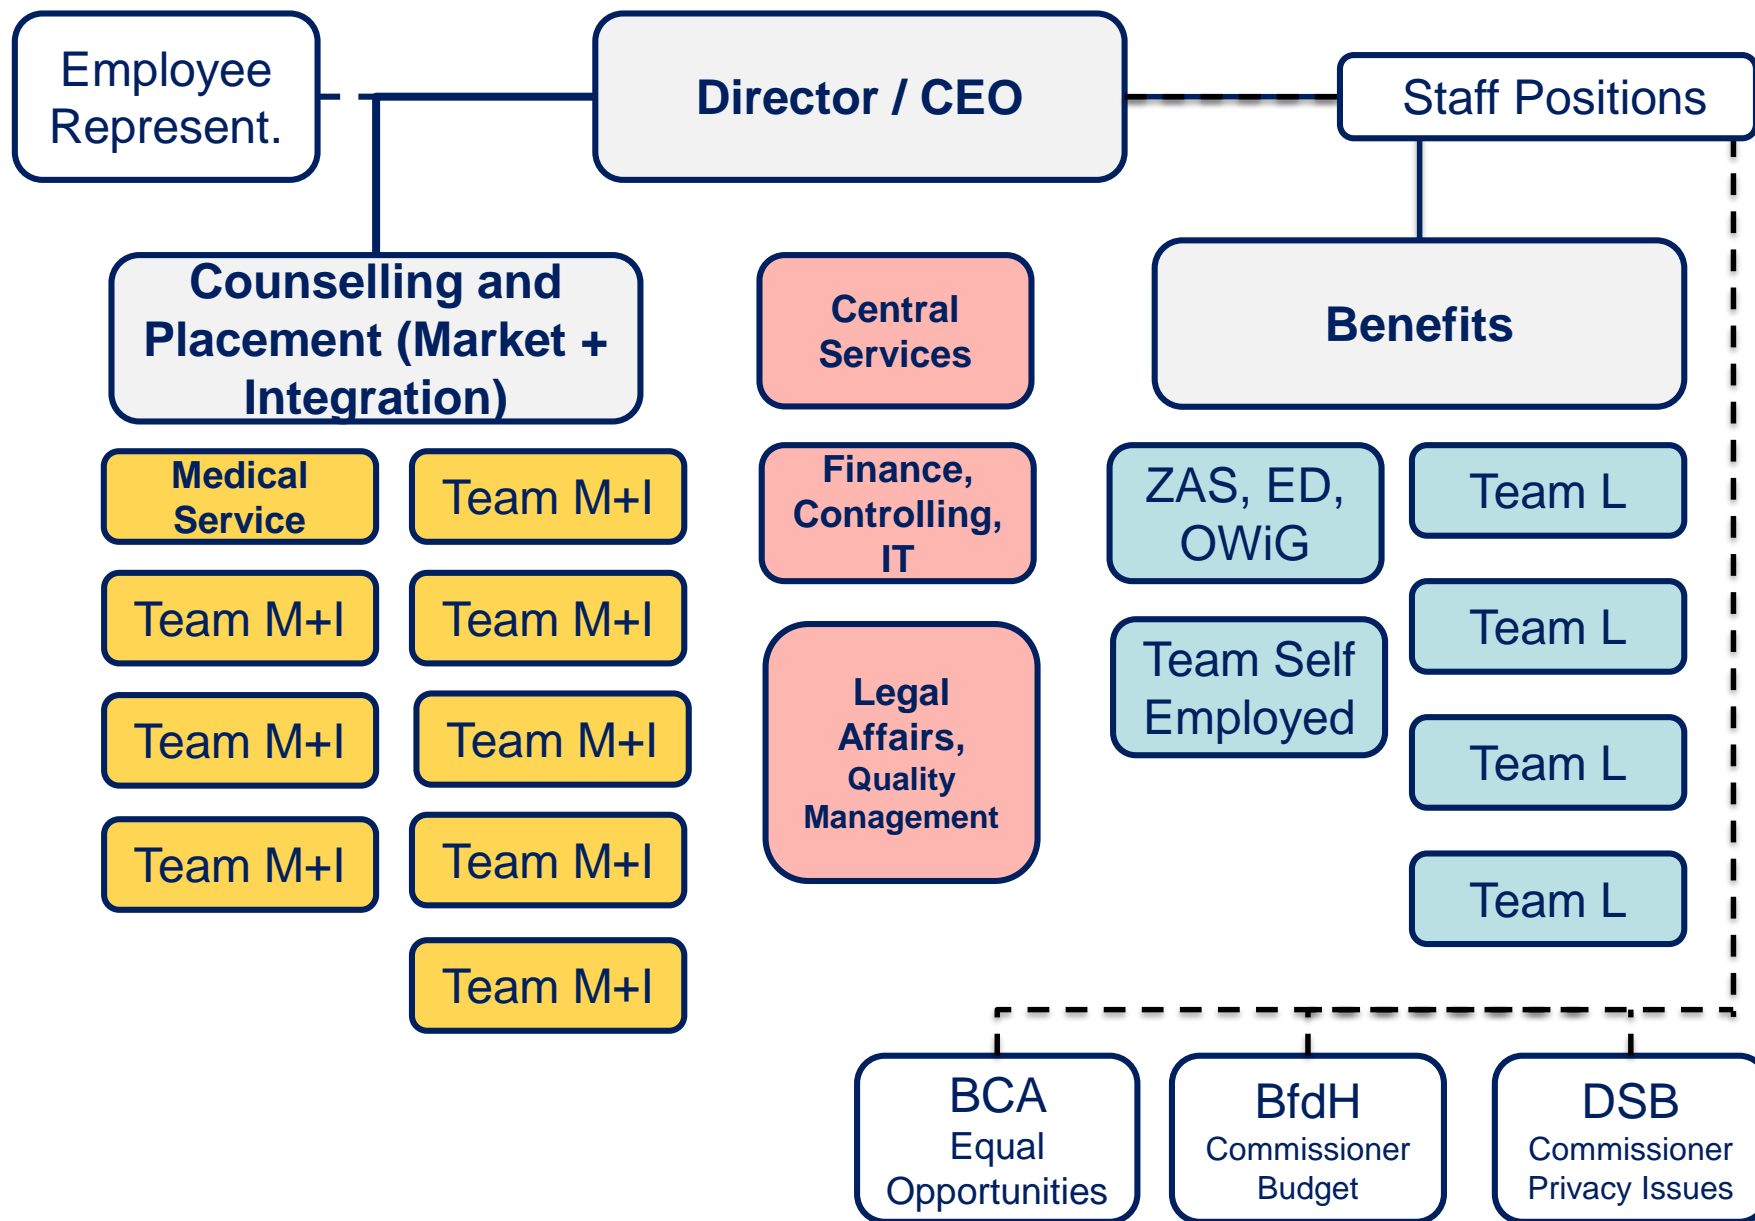 Employee
Represent.
Director / CEO
Staff Positions
Counselling and
Placement (Market +
Integration)
Central
Services
Benefits
Medical
Service
Team M+I
Team M+I
Team M+I
Team M+I
Team M+I
Team M+I
Team M+I
Team M+I
Finance,
Controlling,
IT
Legal
Affairs,
Quality
Management
ZAS, ED,
OWiG
Team Self
Employed
Team L
Team L
Team L
Team L
BCA
Equal
Opportunities
BfdH
Commissioner
Budget
DSB
Commissioner
Privacy Issues